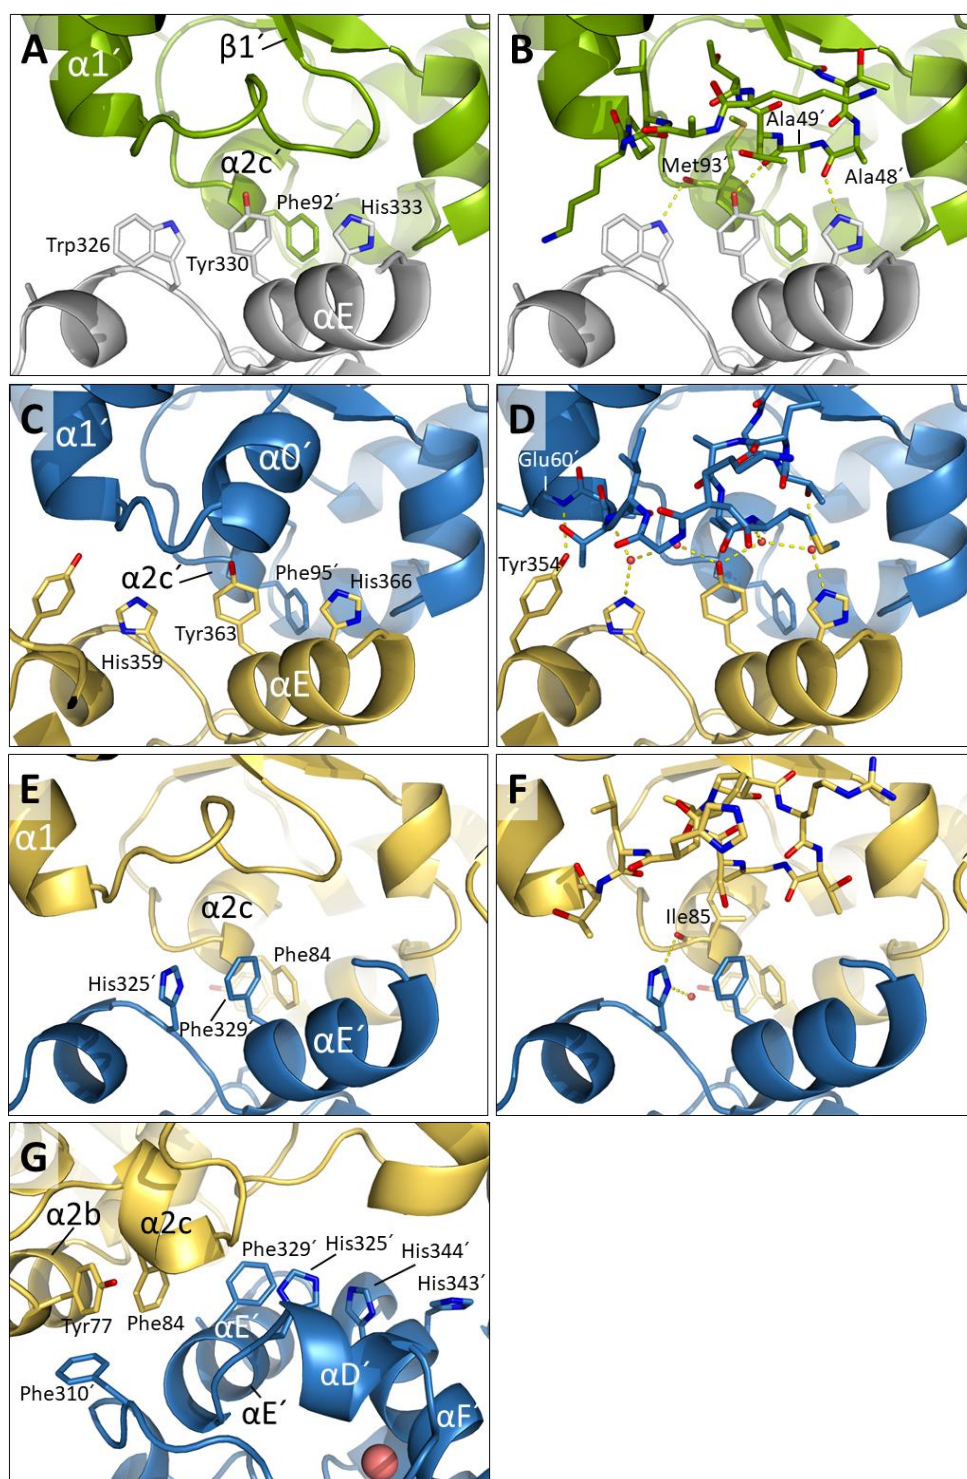 A
α1´
β1´
α2c´
Phe92´
His333
Trp326
Tyr330
αE
B
Ala49´
Met93´
Ala48´
C
α1´
α0´
α2c´
Phe95´
His366
Tyr363
His359
αE
D
Glu60´
Tyr354
E
α1
α2c
Phe84
His325´
Phe329´
αE´
F
Ile85
G
α2b
α2c
Phe329´
His325´
His344´
His343´
Tyr77
Phe84
αE´
Phe310´
αD´
αE´
αF´